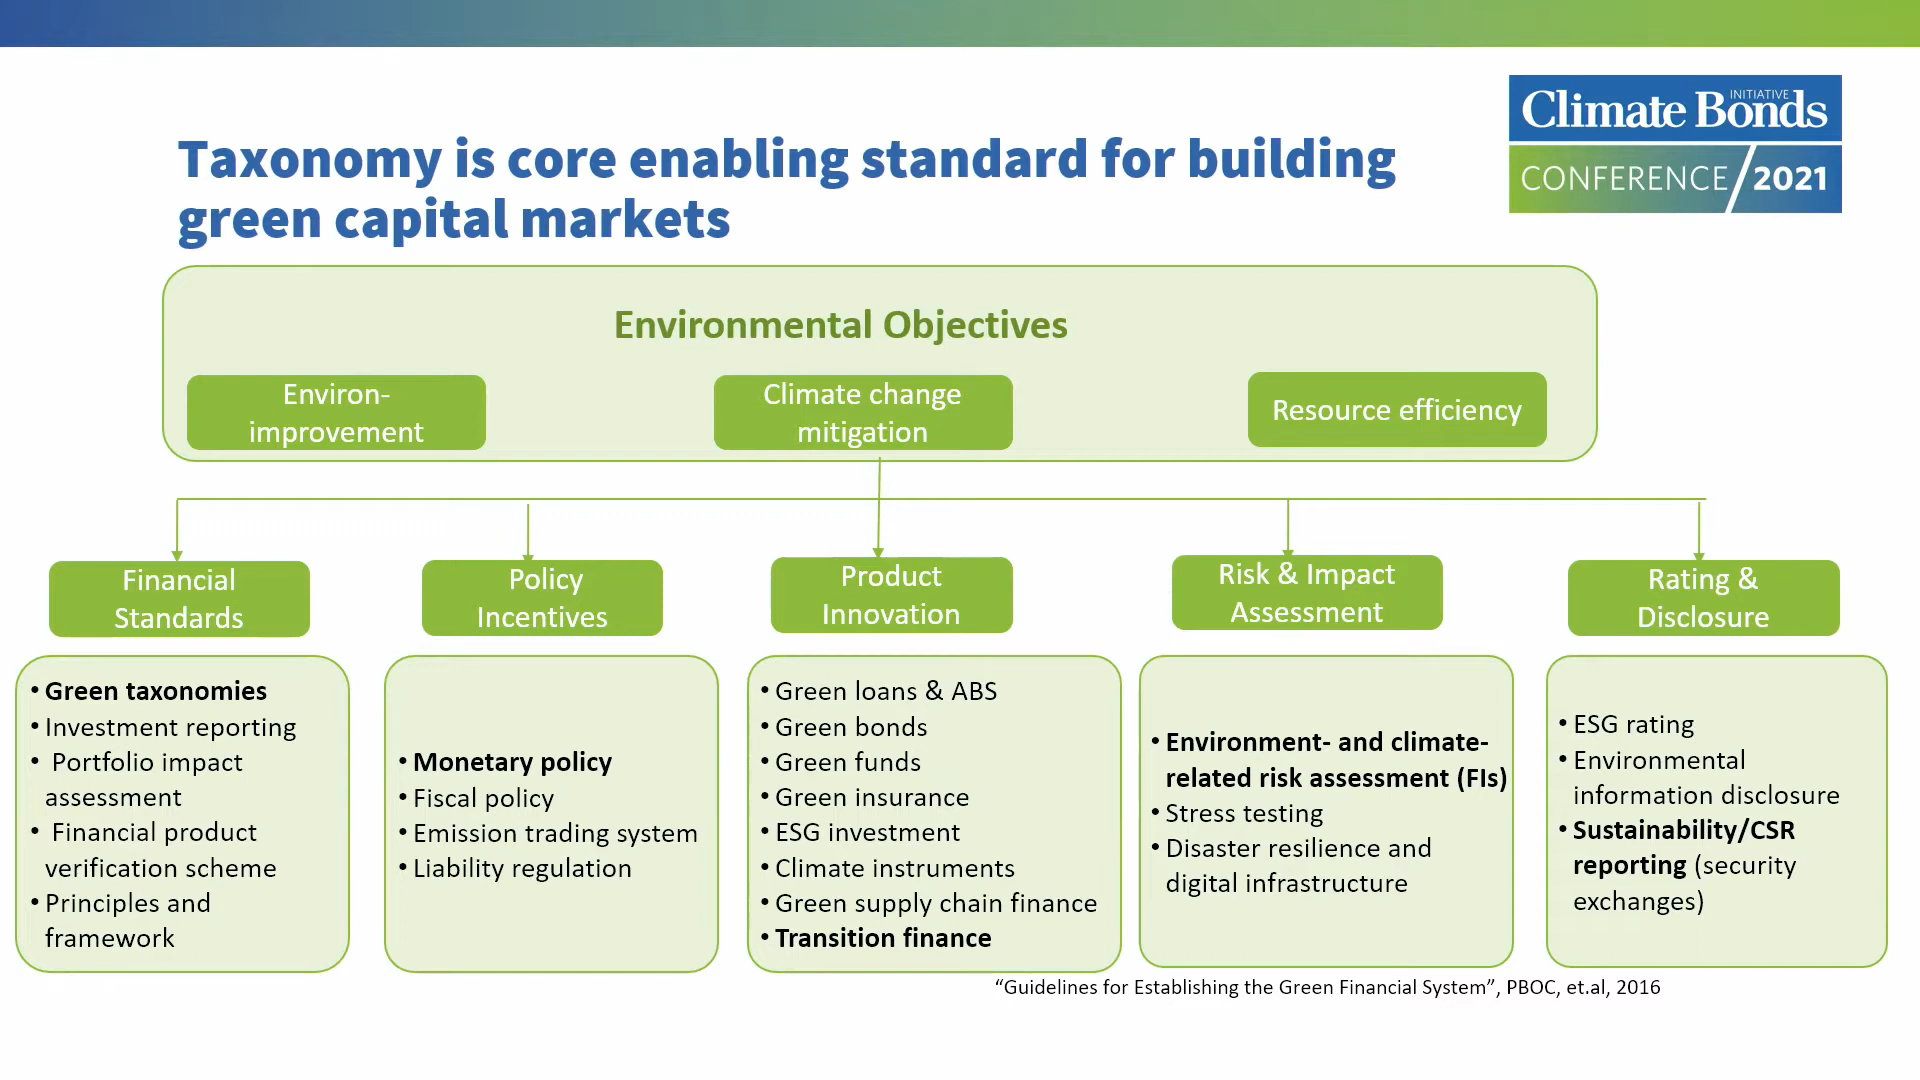 Climate Bonds
INITIATIVE
CONFERENCE/2021
Taxonomy is core enabling standard for building
green capital markets
Environmental Objectives
Environ-
improvement
Climate change
mitigation
Resource efficiency
Financial
Standards
Policy
Incentives
Product
Innovation
Risk & Impact
Assessment
Rating &
Disclosure
• Green taxonomies
• Investment reporting
• Portfolio impact
assessment
• Financial product
verification scheme
• Principles and
framework
• Monetary policy
• Fiscal policy
• Emission trading system
• Liability regulation
• Green loans & ABS
• Green bonds
• Green funds
• Green insurance
• ESG investment
• Climate instruments
• Green supply chain finance
• Transition finance
• Environment- and climate-
related risk assessment (FIs)
• Stress testing
• Disaster resilience and
digital infrastructure
• ESG rating
• Environmental
information disclosure
• Sustainability/CSR
reporting (security
exchanges)
“Guidelines for Establishing the Green Financial System”, PBOC, et.al, 2016